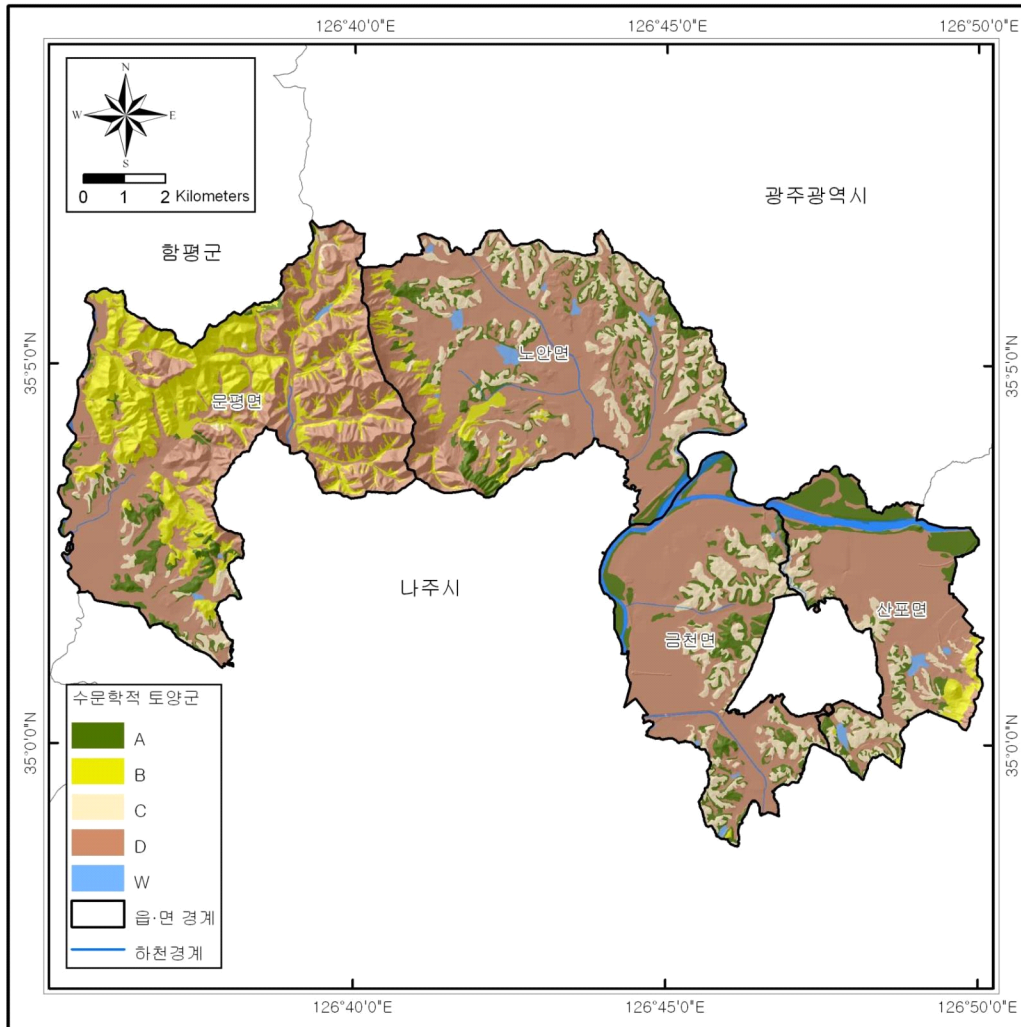 126°40'0"E
126°45'0"E
126°50'0"E
N
W
E
S
0 1 2 Kilometers
광주광역시
함평군
35°5'0"N
35°5'0"N
노안면
문평면
나주시
산포면
금천면
수문학적 토양군
A
B
C
D
W
읍·면 경계
하천경계
35°0'0"N
35°0'0"N
126°40'0"E
126°45'0"E
126°50'0"E